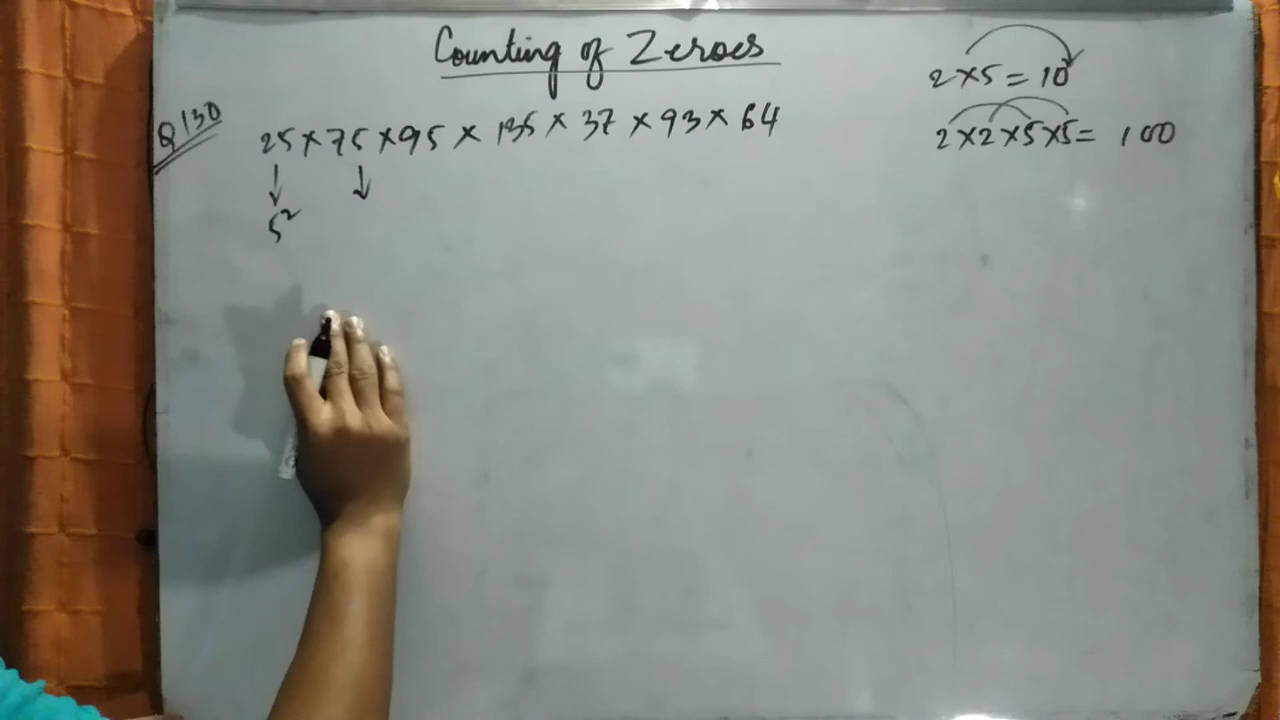 Counting of Zeroes
Q130
25×75×95×135×37×93×64
5²
2×5=10
2×2×5×5= 100